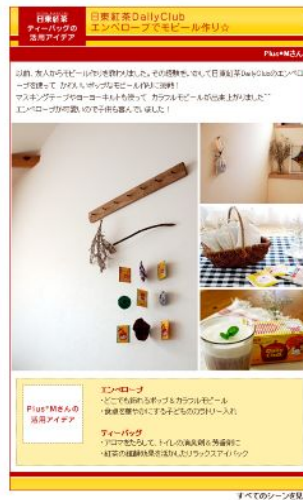 日東紅茶
ティーバッグの
活用アイデア
日東紅茶DailyClub
エンベロープでモビール作り☆
Plus*Mさん
以前、友人からモビール作りを教わりました。その経験をいかして日東紅茶DailyClubのエンベロ
ープを使って かわいいポップなモビール作りに挑戦！
マスキングテープやヨーヨーキルトも使って カラフルモビールが出来上がりました^^
エンベロープが可愛いので子供も喜んでいました！
Daily Club
Plus*Mさんの
活用アイデア
エンベロープ
・どこでも飾れるポップ＆カラフルモビール
・食卓を華やかにする子どものカトラリー入れ
ティーバッグ
・アロマをたらして、トイレの消臭剤＆芳香剤に
・紅茶の殺菌効果を活かしたリラックスアイパック
すべてのシーンを見